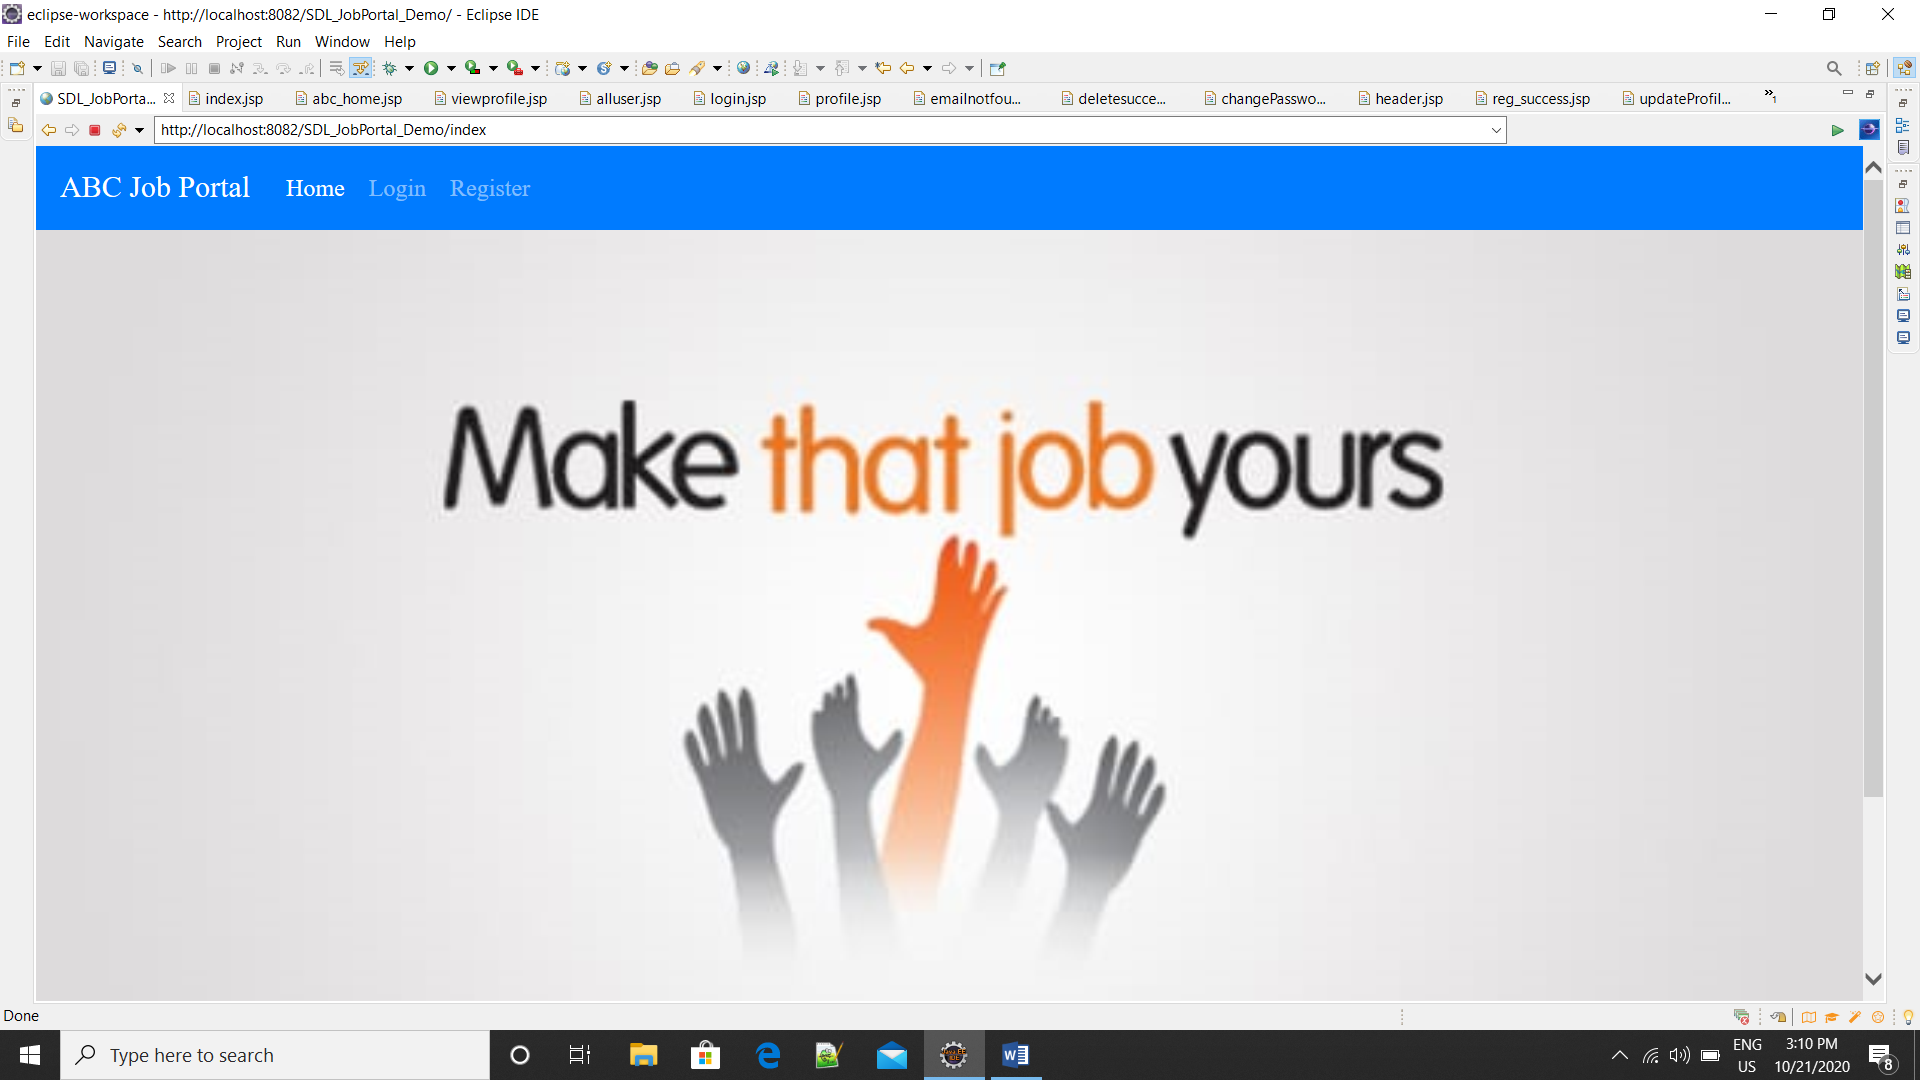 eclipse-workspace - http://localhost:8082/SDL_JobPortal_Demo/ - Eclipse IDE
File Edit Navigate Search Project Run Window Help
SDL_JobPorta... index.jsp abc_home.jsp viewprofile.jsp alluser.jsp login.jsp profile.jsp emailnotfou... deletesucce... changePasswo... header.jsp reg_success.jsp updateProfil... »1
http://localhost:8082/SDL_JobPortal_Demo/index
ABC Job Portal Home Login Register
Make that job yours
Done
Type here to search
ENG
US
3:10 PM
10/21/2020
8